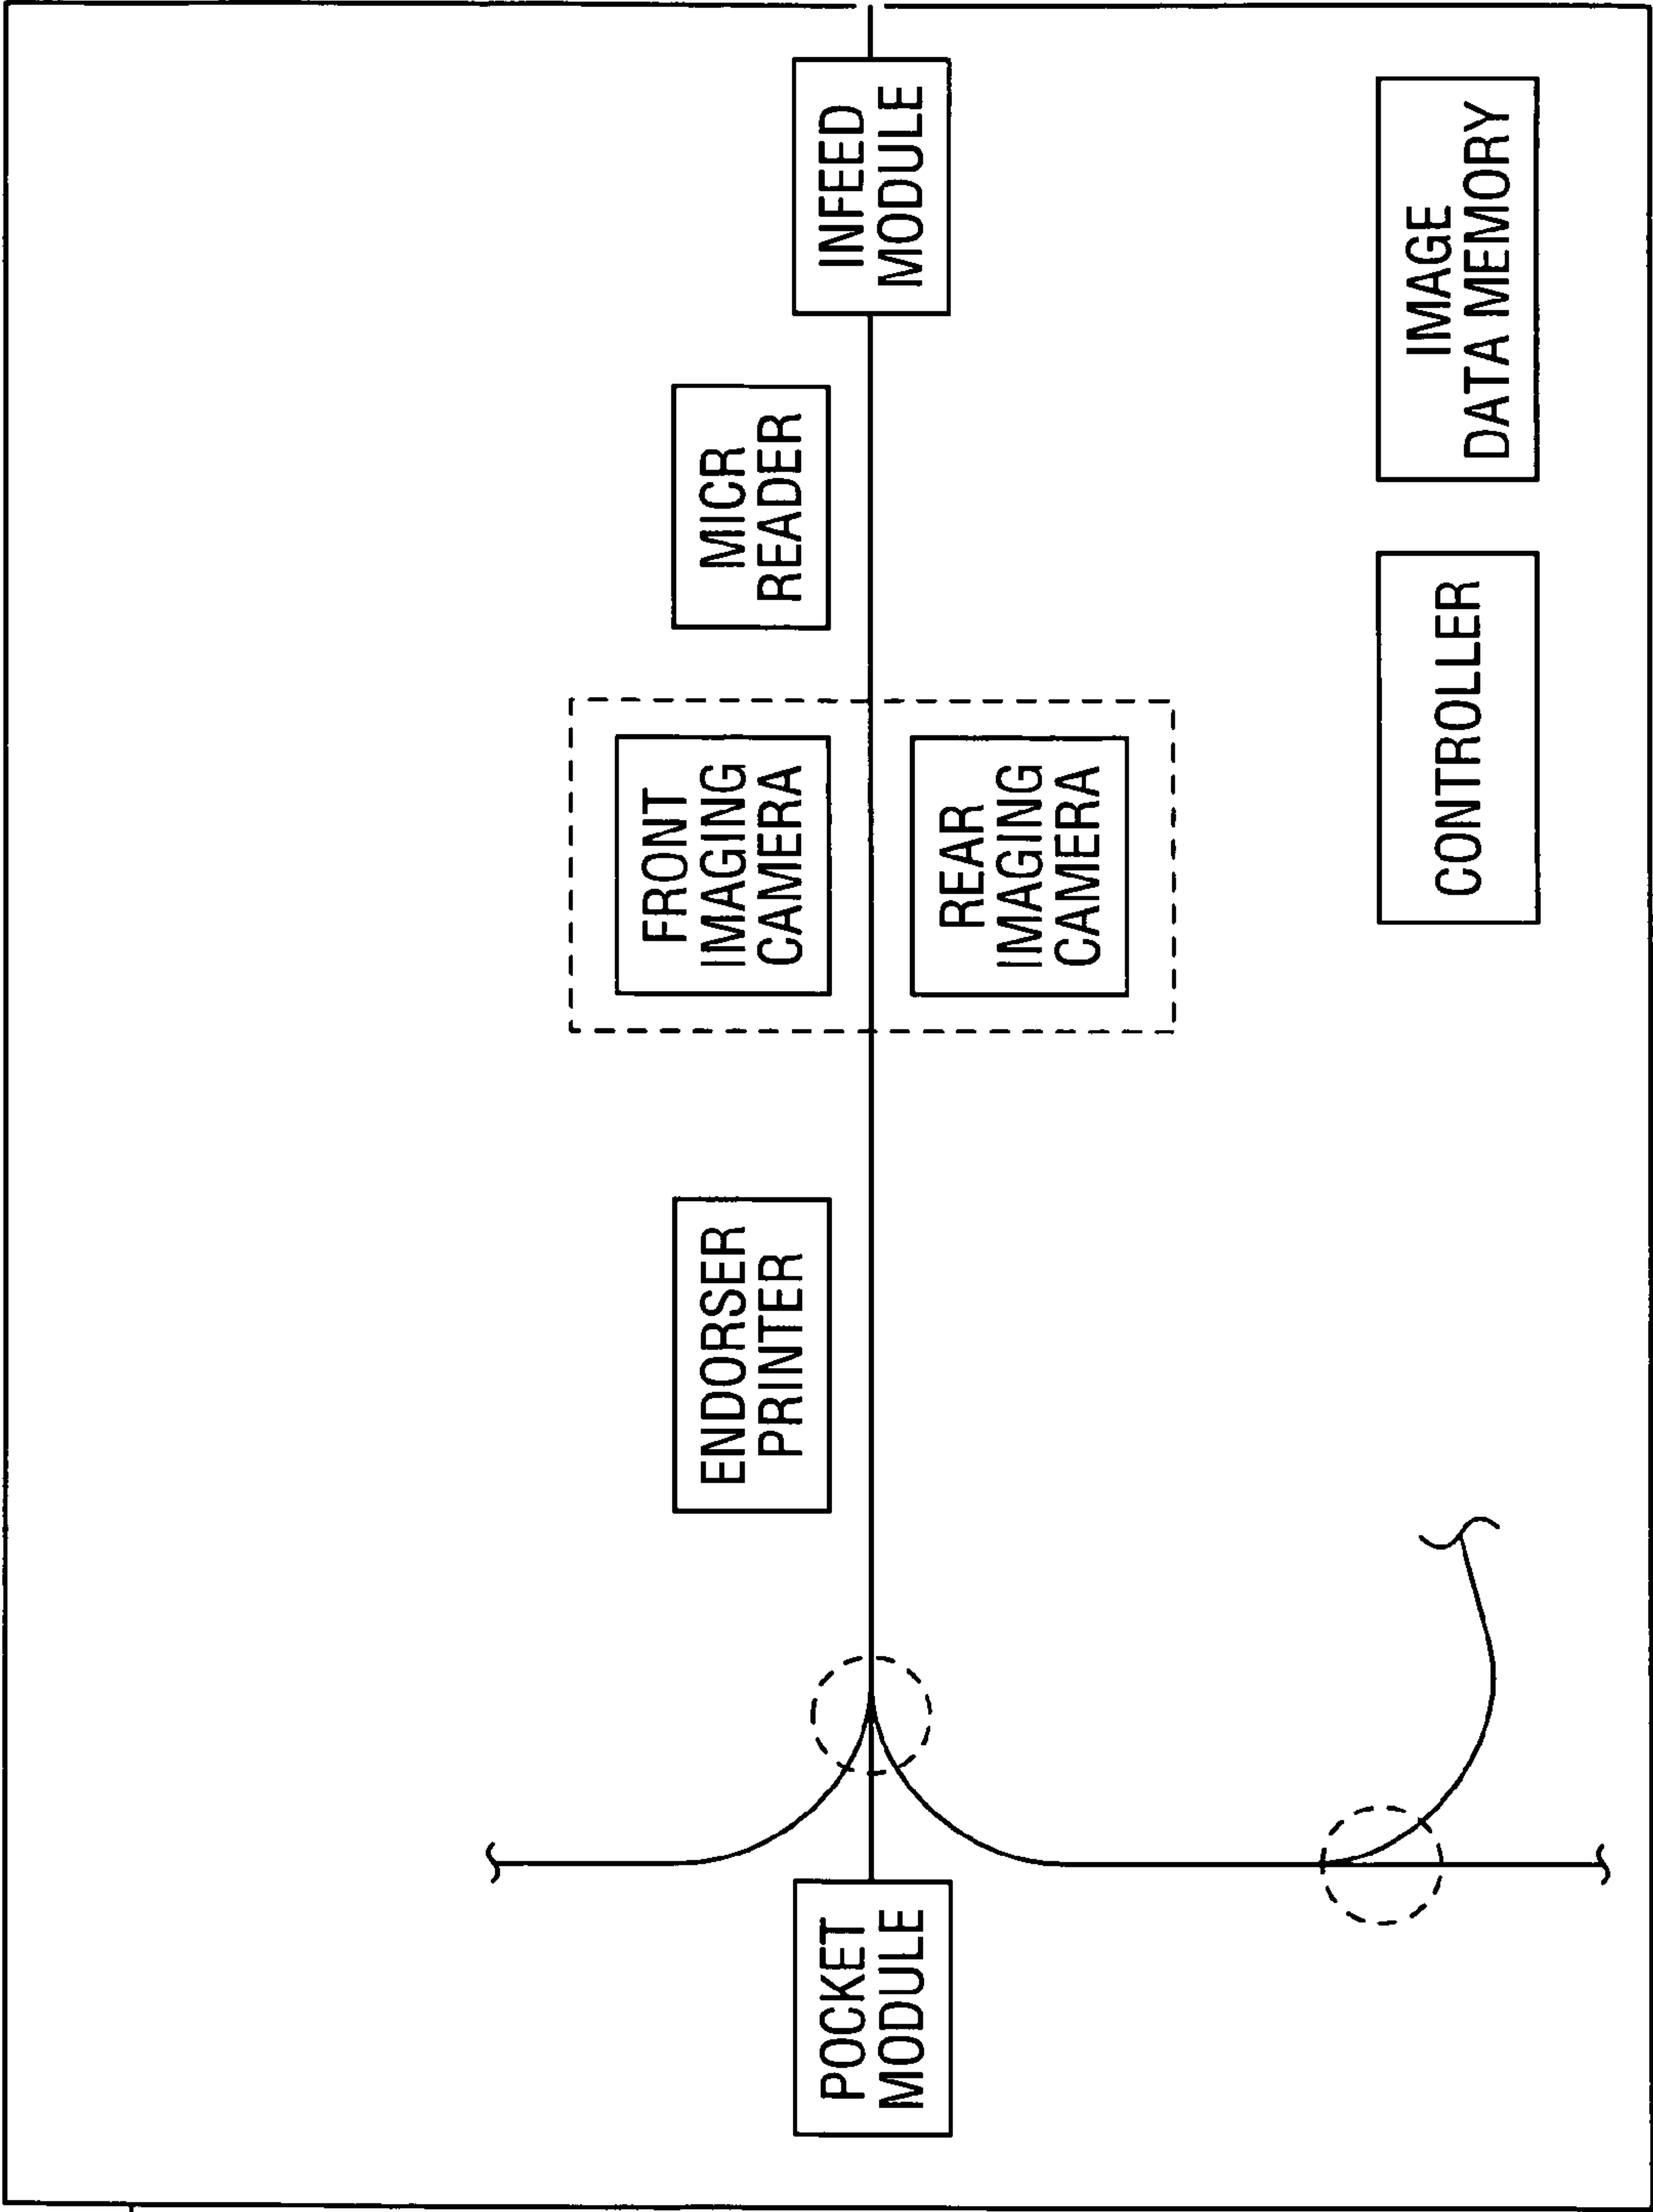 INFEED
MODULE
MICR
READER
FRONT
IMAGING
CAMERA
REAR
IMAGING
CAMERA
ENDORSER
PRINTER
POCKET
MODULE
IMAGE
DATA MEMORY
CONTROLLER